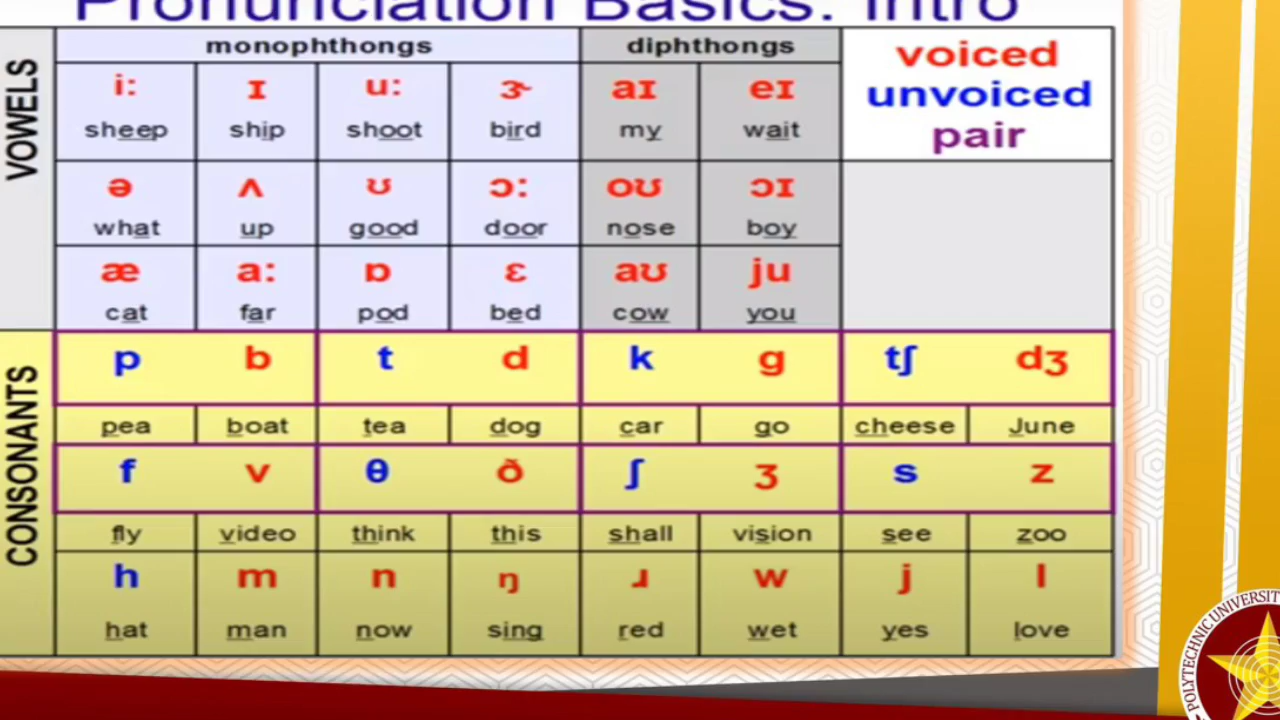 Pronunciation Basics: Intro
VOWELS
monophthongs diphthongs
voiced
unvoiced
pair
iː ɪ uː ɝ aɪ eɪ
sheep ship shoot bird my wait
ə ʌ ʊ ɔː oʊ ɔɪ
what up good door nose boy
æ aː ɒ ɛ aʊ ju
cat far pod bed cow you
CONSONANTS
p b t d k g tʃ dʒ
pea boat tea dog car go cheese June
f v θ ð ʃ ʒ s z
fly video think this shall vision see zoo
h m n ŋ ɹ w j l
hat man now sing red wet yes love
POLYTECHNIC UNIVERSITY